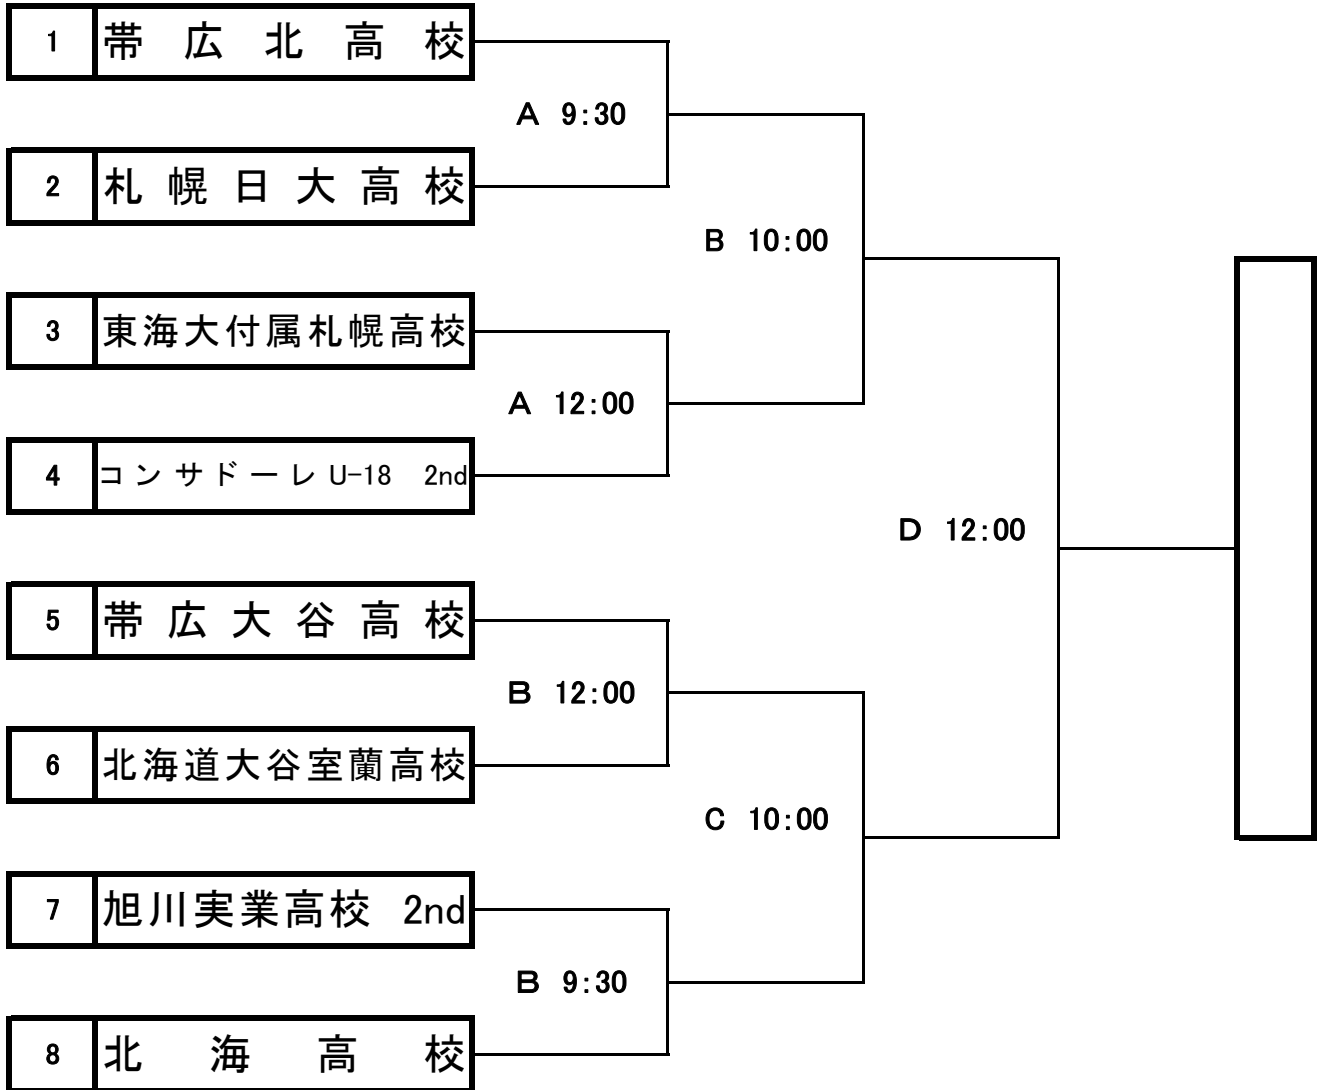 1 帯広北高校
A 9:30
2 札幌日大高校
B 10:00
3 東海大付属札幌高校
A 12:00
4 コンサドーレU-18 2nd
D 12:00
5 帯広大谷高校
B 12:00
6 北海道大谷室蘭高校
C 10:00
7 旭川実業高校 2nd
B 9:30
8 北海高校